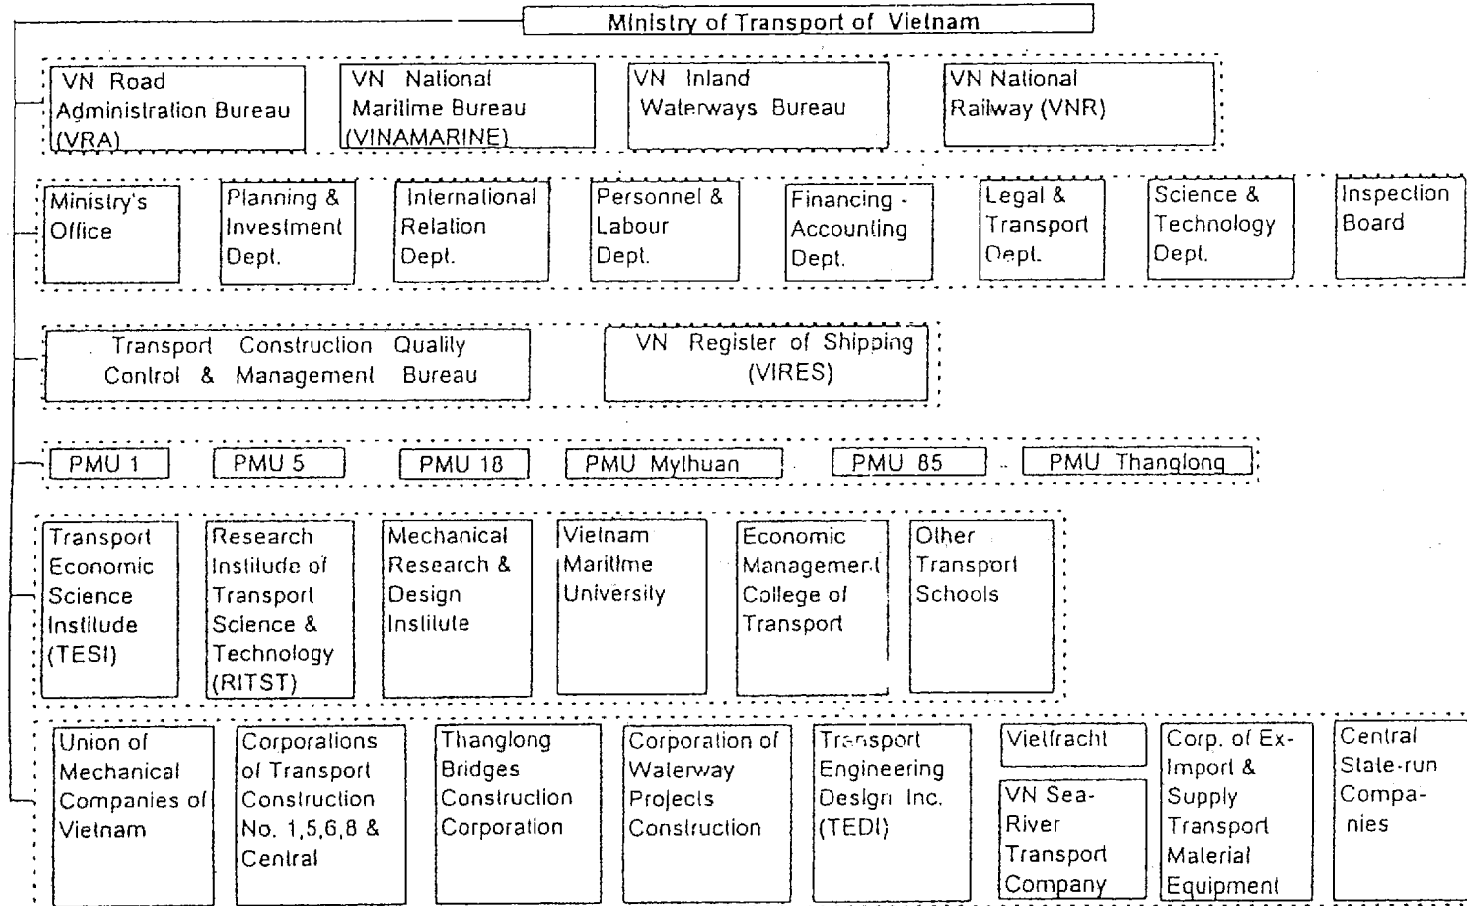 Ministry of Transport of Vietnam
VN Road
Administration Bureau
(VRA)
VN National
Maritime Bureau
(VINAMARINE)
VN Inland
Waterways Bureau
VN National
Railway (VNR)
Ministry's
Office
Planning &
Investment
Dept.
International
Relation
Dept.
Personnel &
Labour
Dept.
Financing -
Accounting
Dept.
Legal &
Transport
Dept.
Science &
Technology
Dept.
Inspection
Board
Transport Construction Quality
Control & Management Bureau
VN Register of Shipping
(VIRES)
PMU 1
PMU 5
PMU 18
PMU Mylhuan
PMU 85
PMU Thanglong
Transport
Economic
Science
Institude
(TESI)
Research
Institude of
Transport
Science &
Technology
(RITST)
Mechanical
Research &
Design
Institute
Vietnam
Maritime
University
Economic
Management
College of
Transport
Other
Transport
Schools
Union of
Mechanical
Companies of
Vietnam
Corporations
of Transport
Construction
No. 1,5,6,8 &
Central
Thanglong
Bridges
Construction
Corporation
Corporation of
Waterway
Projects
Construction
Transport
Engineering
Design Inc.
(TEDI)
Vietfracht
VN Sea-
River
Transport
Company
Corp. of Ex-
Import &
Supply
Transport
Material
Equipment
Central
State-run
Compa-
nies